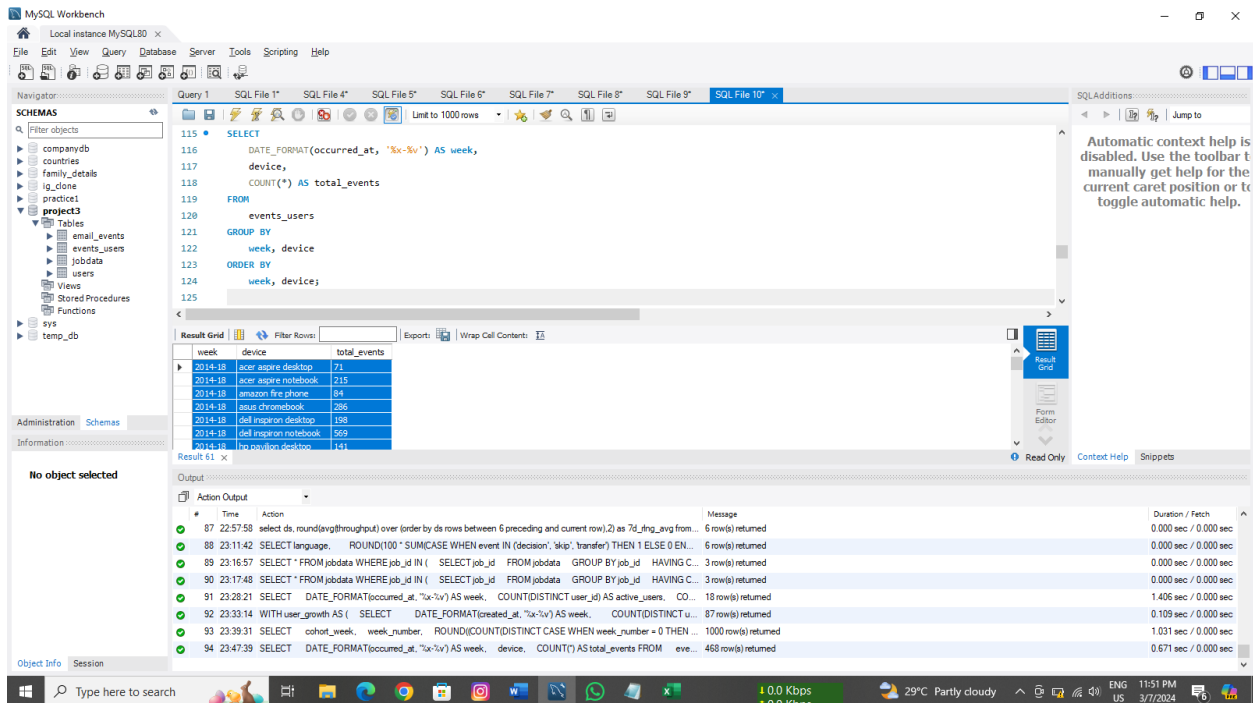 MySQL Workbench
Local instance MySQL80
File Edit View Query Database Server Tools Scripting Help
Navigator
SCHEMAS
Filter objects
companydb
countries
family_details
ig_clone
practice1
project3
Tables
email_events
events_users
jobdata
users
Views
Stored Procedures
Functions
sys
temp_db
Administration Schemas
Information
No object selected
Object Info Session
Query 1 SQL File 1* SQL File 4* SQL File 5* SQL File 6* SQL File 7* SQL File 8* SQL File 9* SQL File 10*
Limit to 1000 rows
115 SELECT
116 DATE_FORMAT(occurred_at, '%x-%v') AS week,
117 device,
118 COUNT(*) AS total_events
119 FROM
120 events_users
121 GROUP BY
122 week, device
123 ORDER BY
124 week, device;
125
Result Grid Filter Rows: Export: Wrap Cell Content:
week device total_events
2014-18 acer aspire desktop 71
2014-18 acer aspire notebook 215
2014-18 amazon fire phone 84
2014-18 asus chromebook 286
2014-18 dell inspiron desktop 198
2014-18 dell inspiron notebook 569
2014-18 hp pavilion desktop 141
Result Grid
Form Editor
Result 61
Read Only
SQLAdditions
Jump to
Automatic context help is
disabled. Use the toolbar t
manually get help for the
current caret position or to
toggle automatic help.
Context Help Snippets
Output
Action Output
# Time Action Message Duration / Fetch
87 22:57:58 select ds, round(avg(throughput) over (order by ds rows between 6 preceding and current row),2) as 7d_rlng_avg from... 6 row(s) returned 0.000 sec / 0.000 sec
88 23:11:42 SELECT language, ROUND(100 * SUM(CASE WHEN event IN ('decision', 'skip', 'transfer') THEN 1 ELSE 0 EN... 6 row(s) returned 0.000 sec / 0.000 sec
89 23:16:57 SELECT * FROM jobdata WHERE job_id IN ( SELECT job_id FROM jobdata GROUP BY job_id HAVING C... 3 row(s) returned 0.000 sec / 0.000 sec
90 23:17:48 SELECT * FROM jobdata WHERE job_id IN ( SELECT job_id FROM jobdata GROUP BY job_id HAVING C... 3 row(s) returned 0.000 sec / 0.000 sec
91 23:28:21 SELECT DATE_FORMAT(occurred_at, '%x-%v') AS week, COUNT(DISTINCT user_id) AS active_users, CO... 18 row(s) returned 1.406 sec / 0.000 sec
92 23:33:14 WITH user_growth AS ( SELECT DATE_FORMAT(created_at, '%x-%v') AS week, COUNT(DISTINCT u... 87 row(s) returned 0.109 sec / 0.000 sec
93 23:39:31 SELECT cohort_week, week_number, ROUND((COUNT(DISTINCT CASE WHEN week_number = 0 THEN ... 1000 row(s) returned 1.031 sec / 0.000 sec
94 23:47:39 SELECT DATE_FORMAT(occurred_at, '%x-%v') AS week, device, COUNT(*) AS total_events FROM eve... 468 row(s) returned 0.671 sec / 0.000 sec
Type here to search
0.0 Kbps
29°C Partly cloudy
ENG
US
11:51 PM
3/7/2024